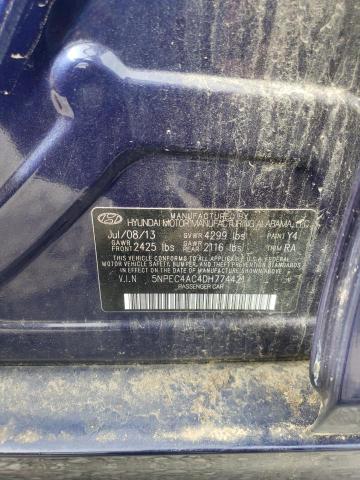 MANUFACTURED BY
HYUNDAI MOTOR MANUFACTURING ALABAMA, LLC
Jul/08/13 GVWR 4299 lbs PAINT Y4
GAWR FRONT 2425 lbs GAWR REAR 2116 lbs TRIM RA
THIS VEHICLE CONFORMS TO ALL APPLICABLE U.S.A FEDERAL
MOTOR VEHICLE SAFETY, BUMPER, AND THEFT PREVENTION STANDARDS
IN EFFECT ON THE DATE OF MANUFACTURE SHOWN ABOVE.
V.I.N 5NPEC4AC4DH774421
PASSENGER CAR